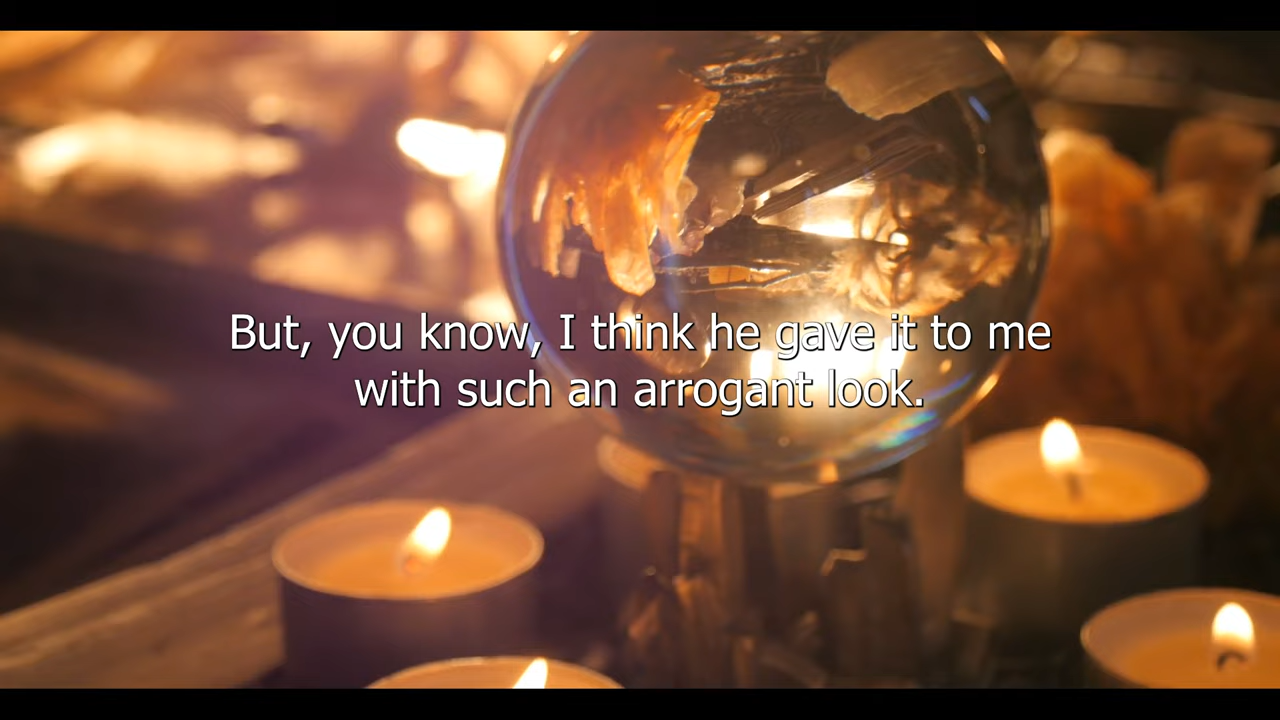 But, you know, I think he gave it to me
with such an arrogant look.